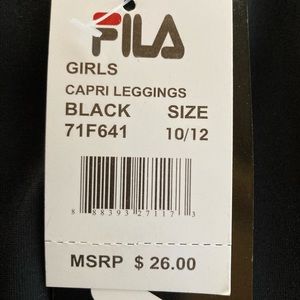 FILA
GIRLS
CAPRI LEGGINGS
BLACK SIZE
71F641 10/12
8 88393 27117 3
MSRP $ 26.00